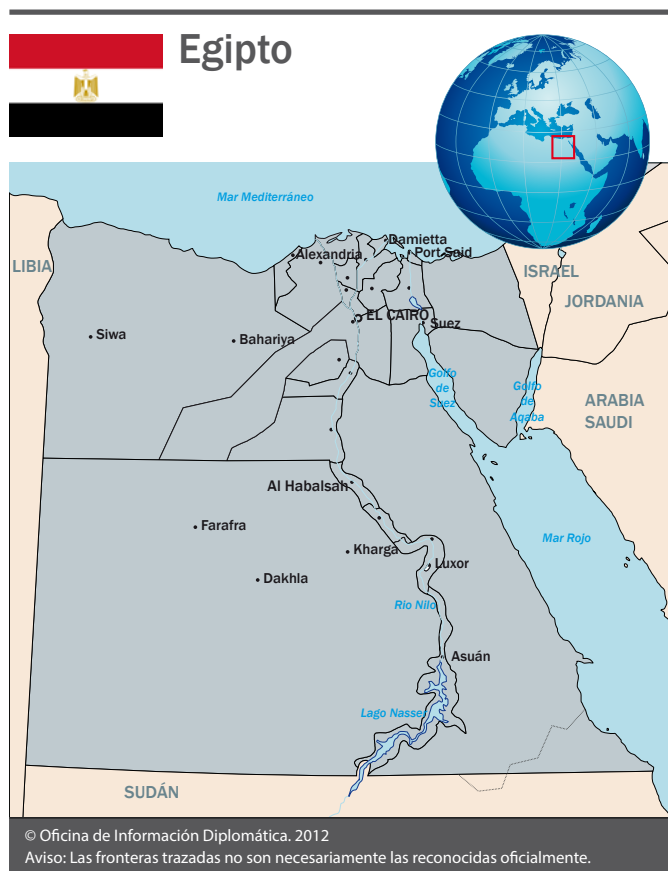 Egipto
Mar Mediterráneo
Damietta
Alexandria
Port Said
LIBIA
ISRAEL
JORDANIA
EL CAIRO
Suez
Siwa
Bahariya
Golfo
de
Suez
Golfo
de
Aqaba
ARABIA
SAUDI
Al Habalsah
Farafra
Mar Rojo
Kharga
Luxor
Dakhla
Rio Nilo
Asuán
Lago Nasser
SUDÁN
© Oficina de Información Diplomática. 2012
Aviso: Las fronteras trazadas no son necesariamente las reconocidas oficialmente.